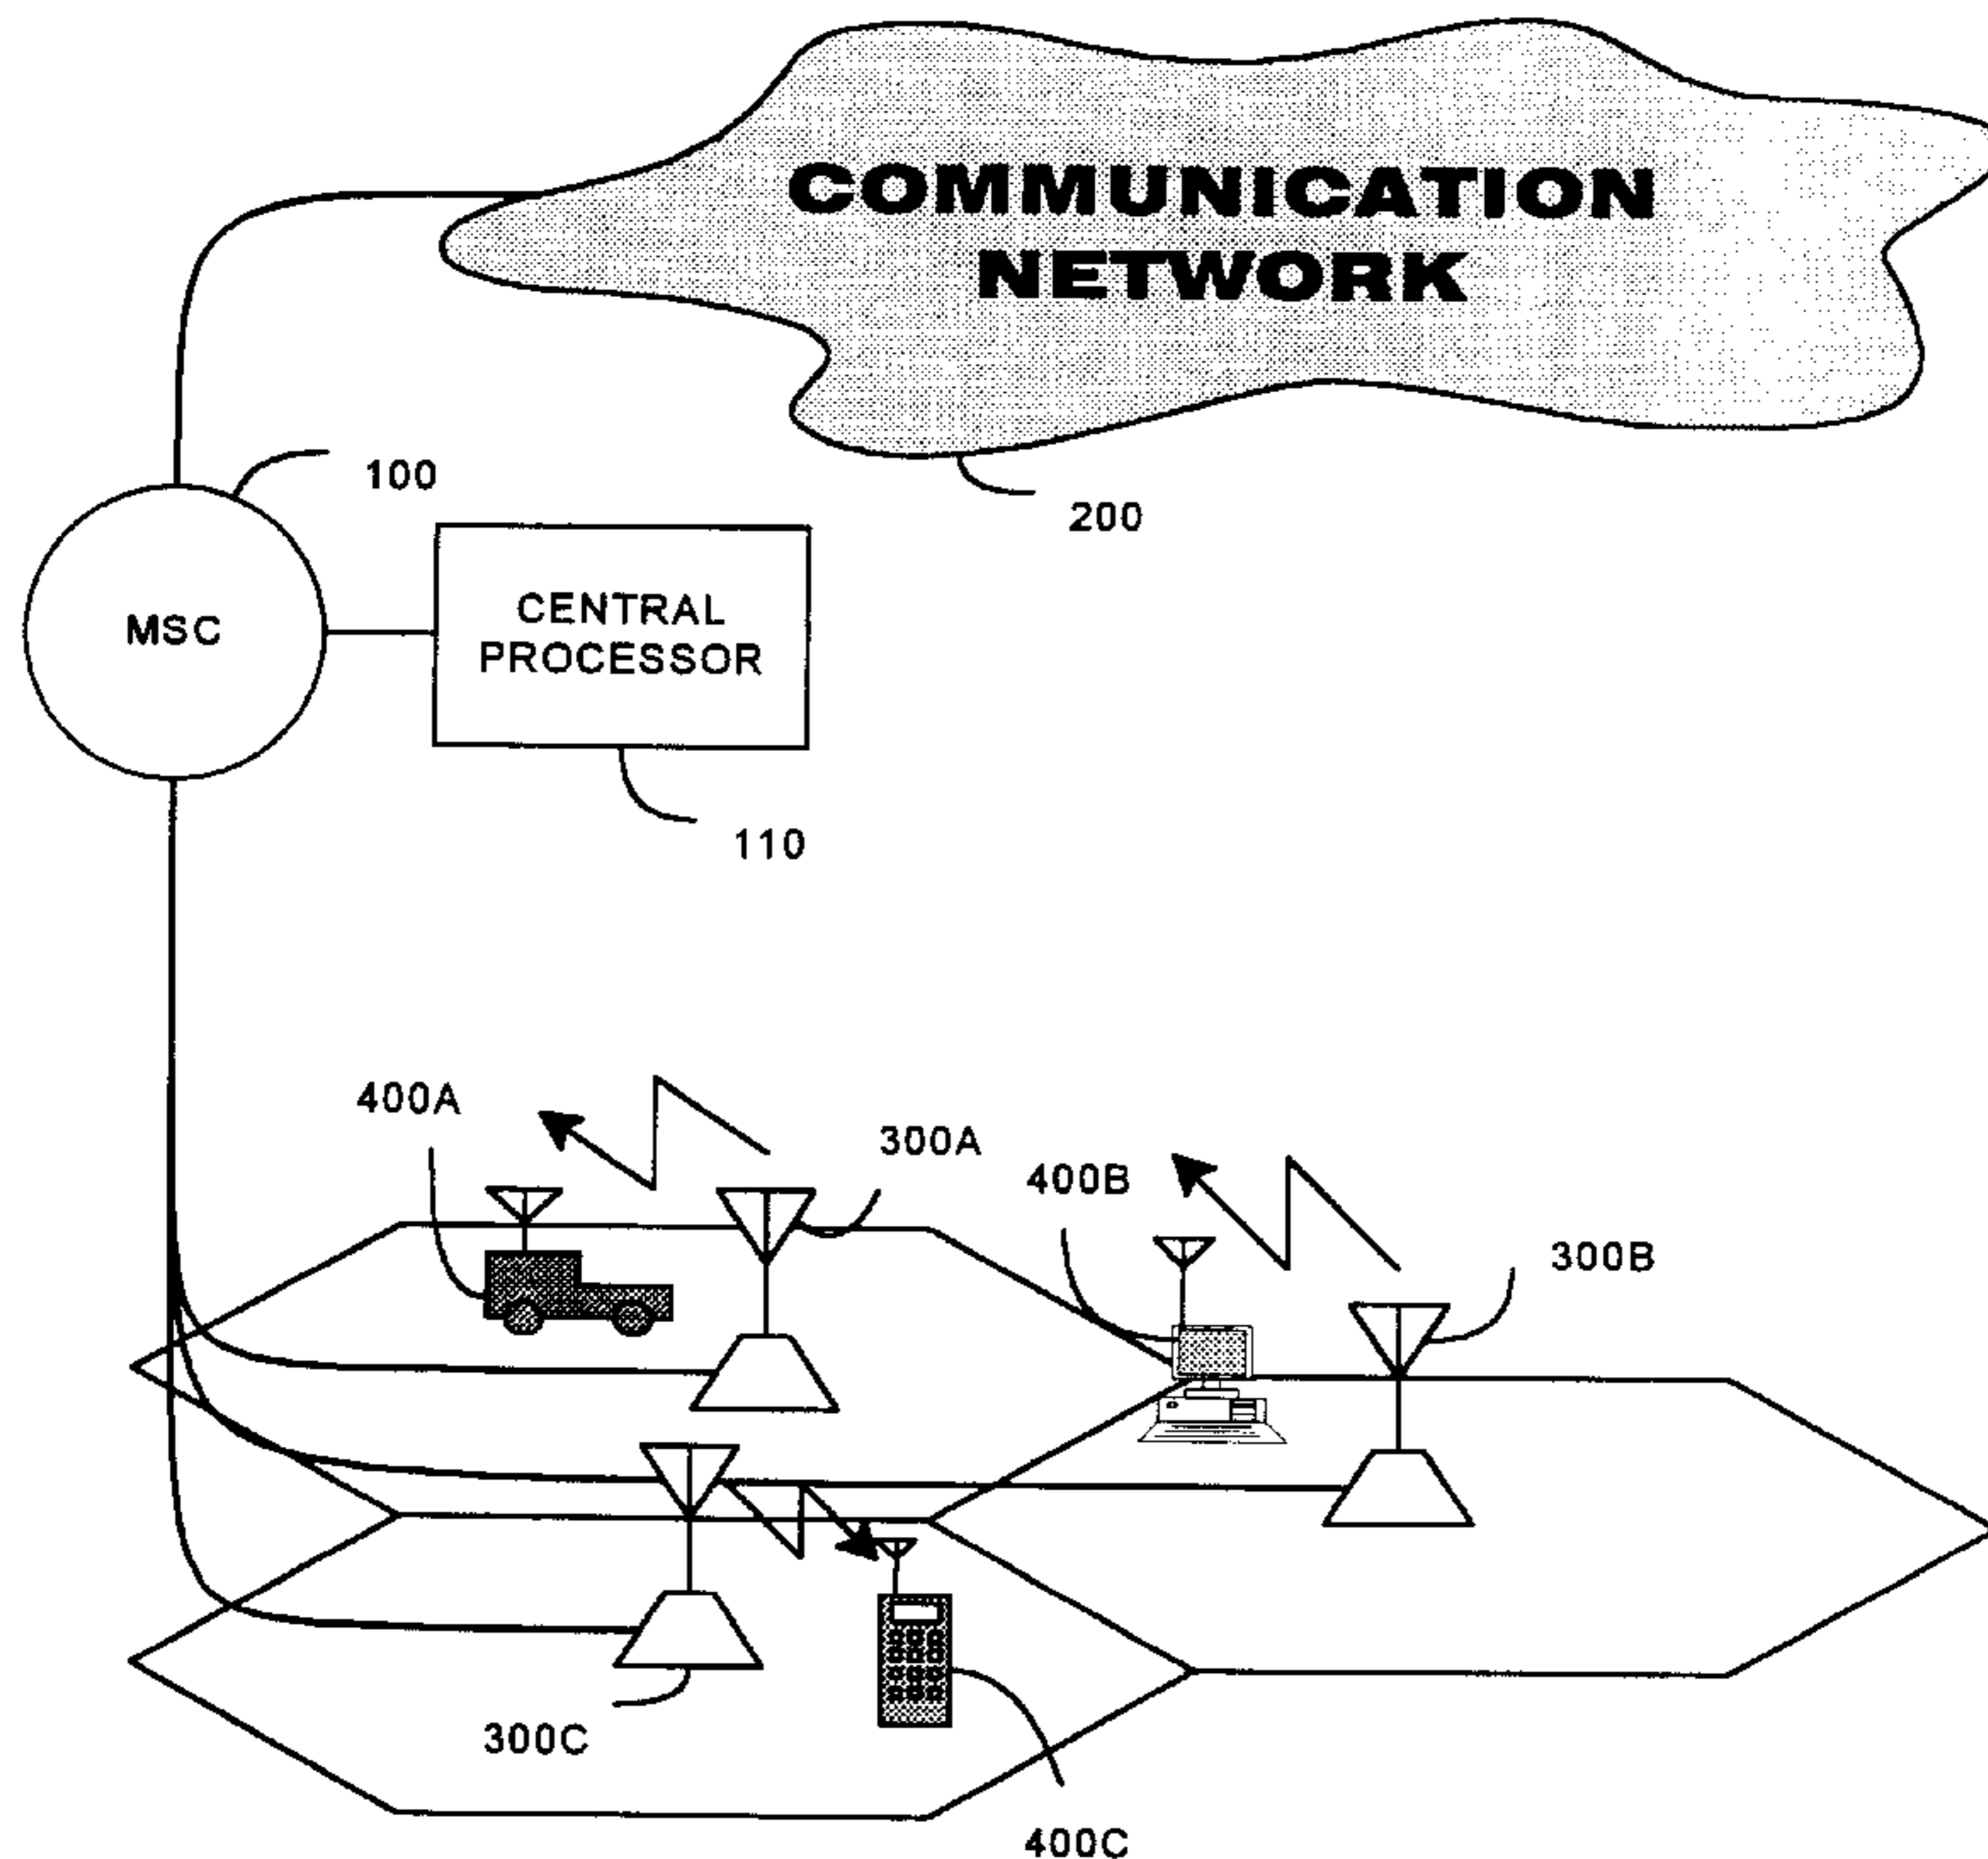 COMMUNICATION
NETWORK
100
200
MSC
CENTRAL
PROCESSOR
110
400A
300A
400B
300B
300C
400C